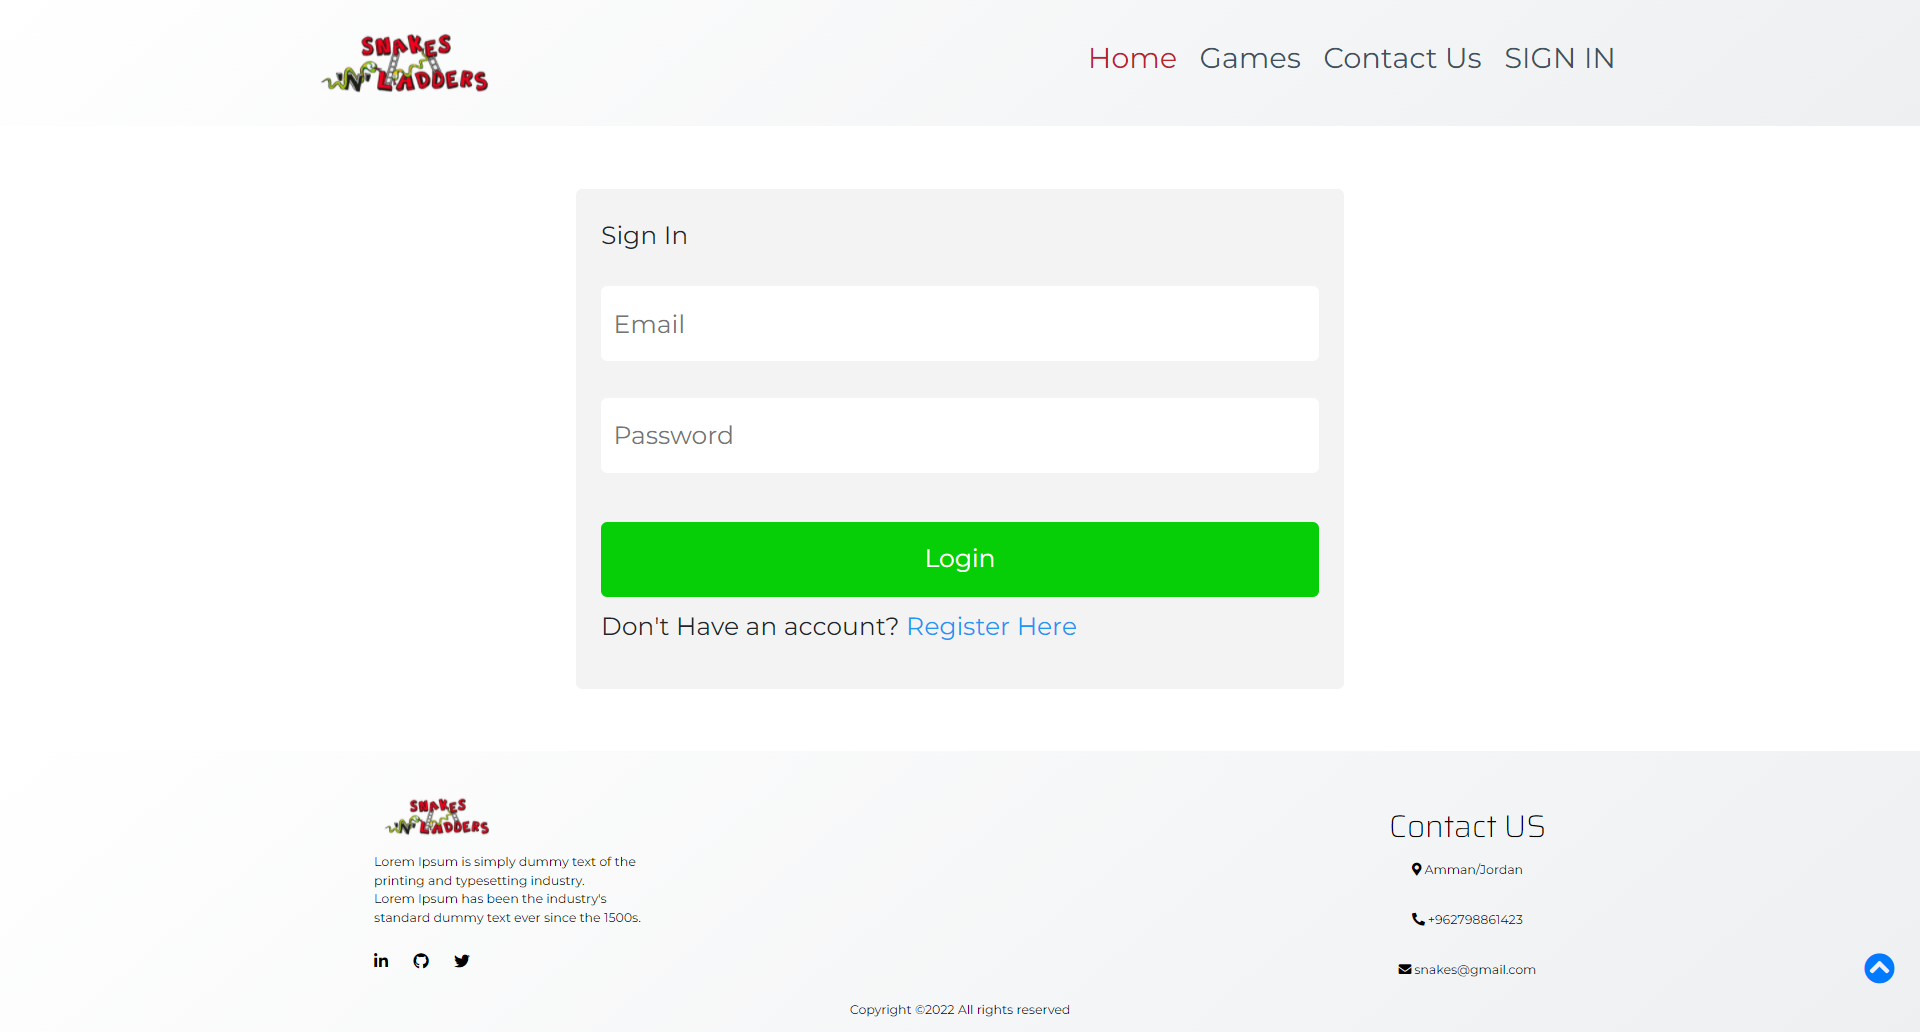 SNAKES
'N' LADDERS
Home Games Contact Us SIGN IN
Sign In
Email
Password
Login
Don't Have an account? Register Here
SNAKES
'N' LADDERS
Lorem Ipsum is simply dummy text of the
printing and typesetting industry.
Lorem Ipsum has been the industry's
standard dummy text ever since the 1500s.
Contact US
Amman/Jordan
+962798861423
snakes@gmail.com
Copyright ©2022 All rights reserved